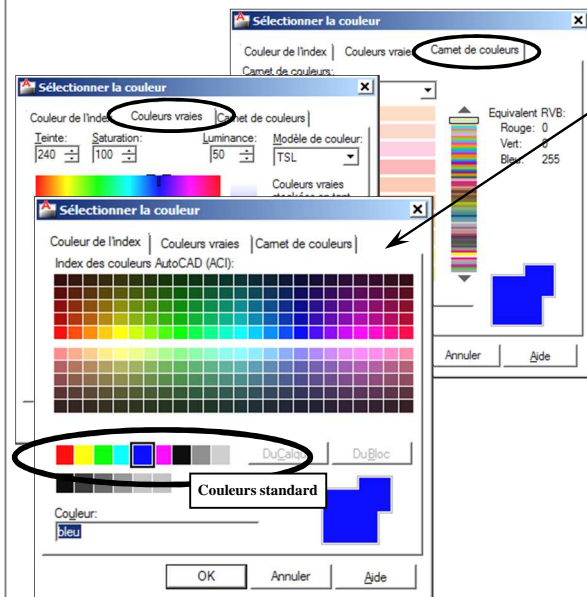 Sélectionner la couleur
Couleur de l'Index Couleurs vraies Carnet de couleurs
Carnet de couleurs:
Equivalent RVB:
Rouge: 0
Vert: 0
Bleu: 255
Annuler Aide
Sélectionner la couleur
Couleur de l'Index Couleurs vraies Carnet de couleurs
Teinte: Saturation: Luminance: Modèle de couleur:
240 100 50 TSL
Couleurs vraies
Sélectionner la couleur
Couleur de l'Index Couleurs vraies Carnet de couleurs
Index des couleurs AutoCAD (ACI):
DuCalque DuBloc
Couleurs standard
Couleur:
bleu
OK Annuler Aide